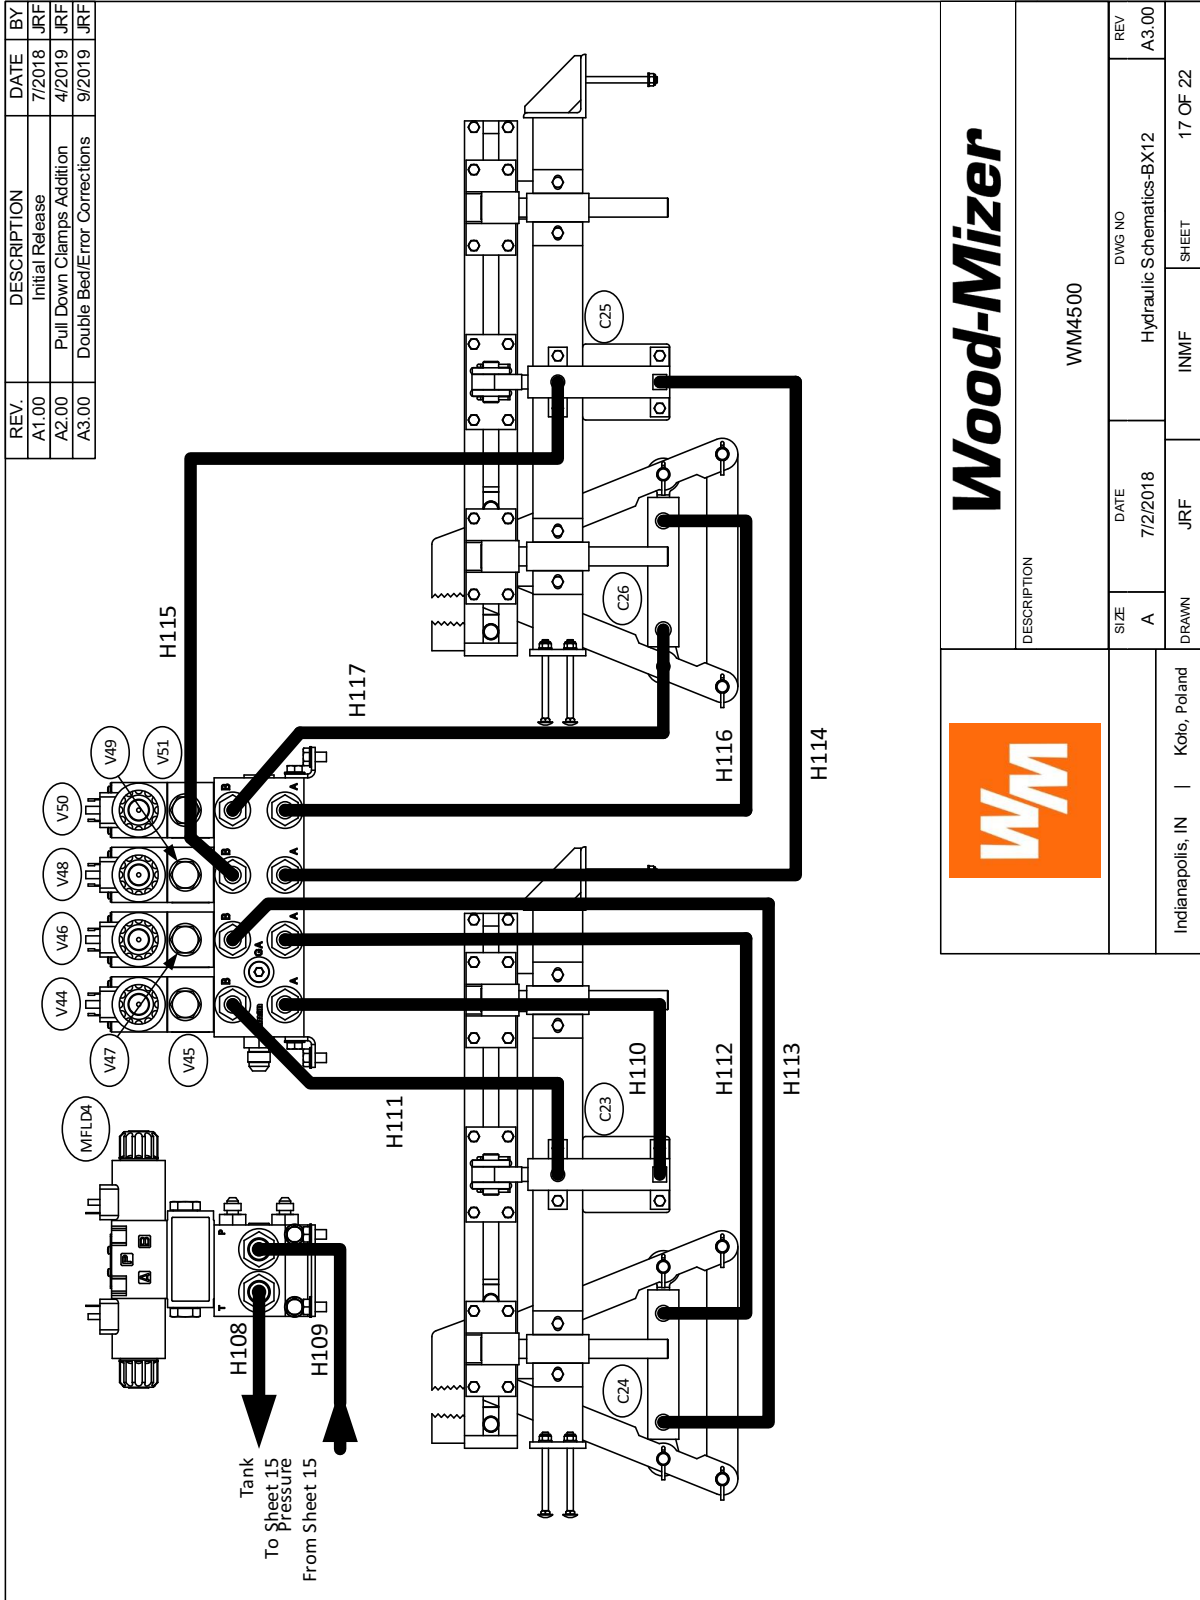 REV. DESCRIPTION DATE BY
A1.00 Initial Release 7/2018 JRF
A2.00 Pull Down Clamps Addition 4/2019 JRF
A3.00 Double Bed/Error Corrections 9/2019 JRF
MFLD4
V47
V45
V44
V46
V48
V50
V49
V51
A P B
T P
B B B B
GA
A A A A
H108
H109
Tank
To Sheet 15
Pressure
From Sheet 15
H111
H115
H117
H110
H112
H113
H116
H114
C23
C24
C25
C26
WM
Wood-Mizer
DESCRIPTION
WM4500
SIZE
A
DATE
7/2/2018
DWG NO
Hydraulic Schematics-BX12
REV
A3.00
Indianapolis, IN | Koło, Poland
DRAWN JRF INMF SHEET 17 OF 22